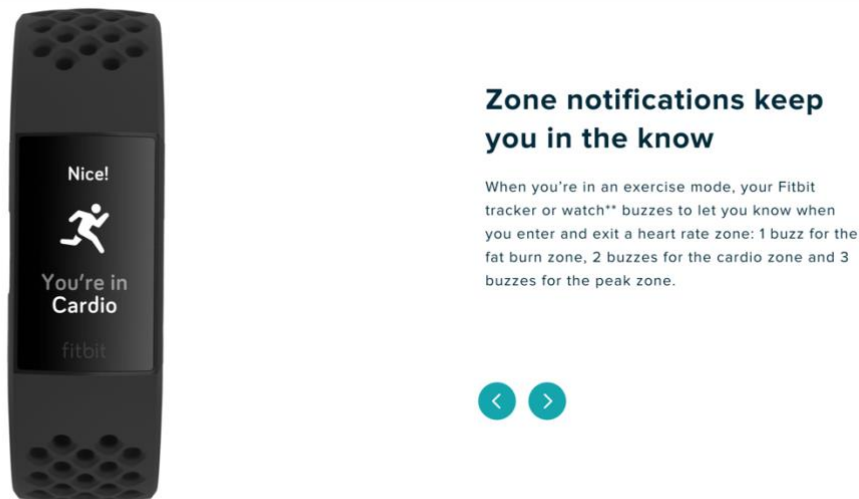 Nice!
You're in
Cardio
fitbit
Zone notifications keep
you in the know
When you're in an exercise mode, your Fitbit
tracker or watch** buzzes to let you know when
you enter and exit a heart rate zone: 1 buzz for the
fat burn zone, 2 buzzes for the cardio zone and 3
buzzes for the peak zone.